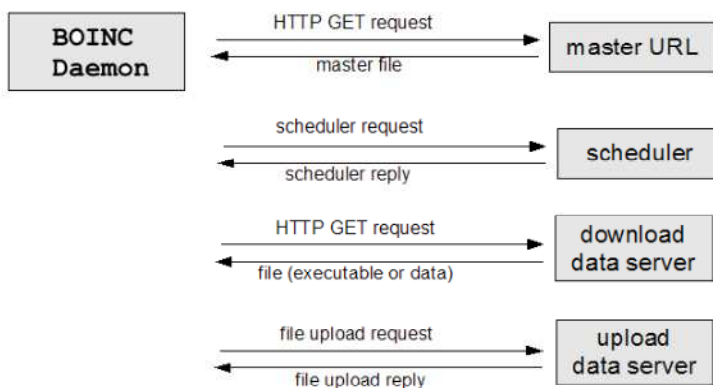 BOINC
Daemon
HTTP GET request
master file
master URL
scheduler request
scheduler reply
scheduler
HTTP GET request
file (executable or data)
download
data server
file upload request
file upload reply
upload
data server